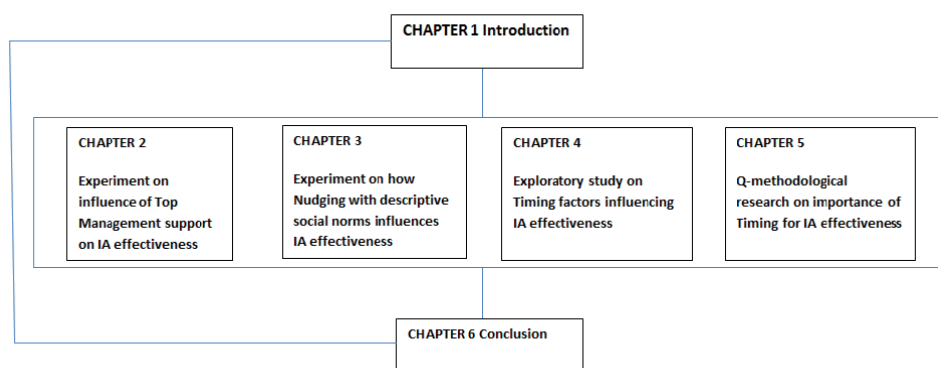 CHAPTER 1 Introduction
CHAPTER 2
Experiment on
influence of Top
Management support
on IA effectiveness
CHAPTER 3
Experiment on how
Nudging with descriptive
social norms influences
IA effectiveness
CHAPTER 4
Exploratory study on
Timing factors influencing
IA effectiveness
CHAPTER 5
Q-methodological
research on importance of
Timing for IA effectiveness
CHAPTER 6 Conclusion